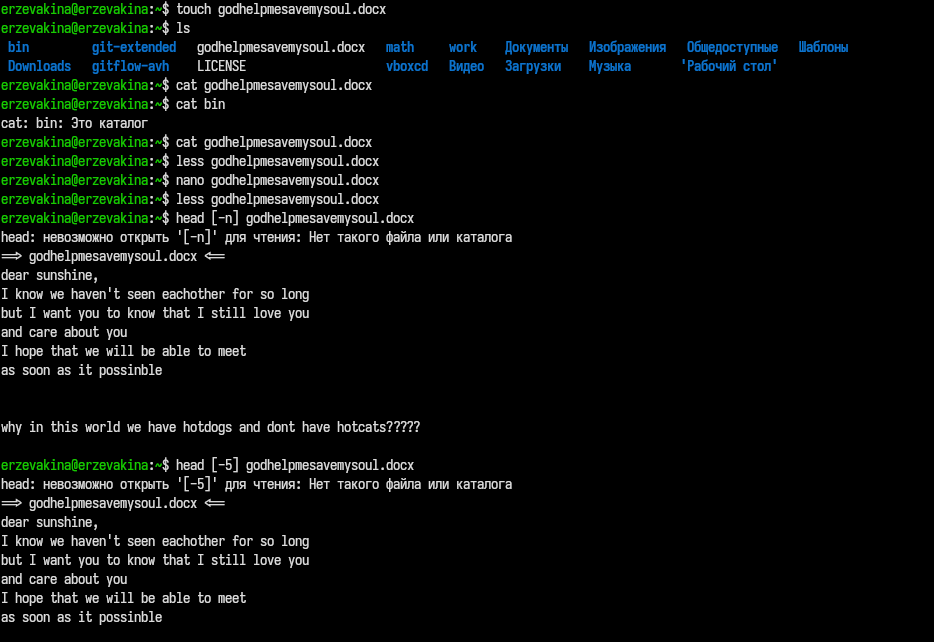 erzevakina@erzevakina:~$ touch godhelpmesavemysoul.docx
erzevakina@erzevakina:~$ ls
bin git-extended godhelpmesavemysoul.docx math work Документы Изображения Общедоступные Шаблоны
Downloads gitflow-avh LICENSE vboxcd Видео Загрузки Музыка 'Рабочий стол'
erzevakina@erzevakina:~$ cat godhelpmesavemysoul.docx
erzevakina@erzevakina:~$ cat bin
cat: bin: Это каталог
erzevakina@erzevakina:~$ cat godhelpmesavemysoul.docx
erzevakina@erzevakina:~$ less godhelpmesavemysoul.docx
erzevakina@erzevakina:~$ nano godhelpmesavemysoul.docx
erzevakina@erzevakina:~$ less godhelpmesavemysoul.docx
erzevakina@erzevakina:~$ head [-n] godhelpmesavemysoul.docx
head: невозможно открыть '[-n]' для чтения: Нет такого файла или каталога
==> godhelpmesavemysoul.docx <==
dear sunshine,
I know we haven't seen eachother for so long
but I want you to know that I still love you
and care about you
I hope that we will be able to meet
as soon as it possinble
why in this world we have hotdogs and dont have hotcats?????
erzevakina@erzevakina:~$ head [-5] godhelpmesavemysoul.docx
head: невозможно открыть '[-5]' для чтения: Нет такого файла или каталога
==> godhelpmesavemysoul.docx <==
dear sunshine,
I know we haven't seen eachother for so long
but I want you to know that I still love you
and care about you
I hope that we will be able to meet
as soon as it possinble